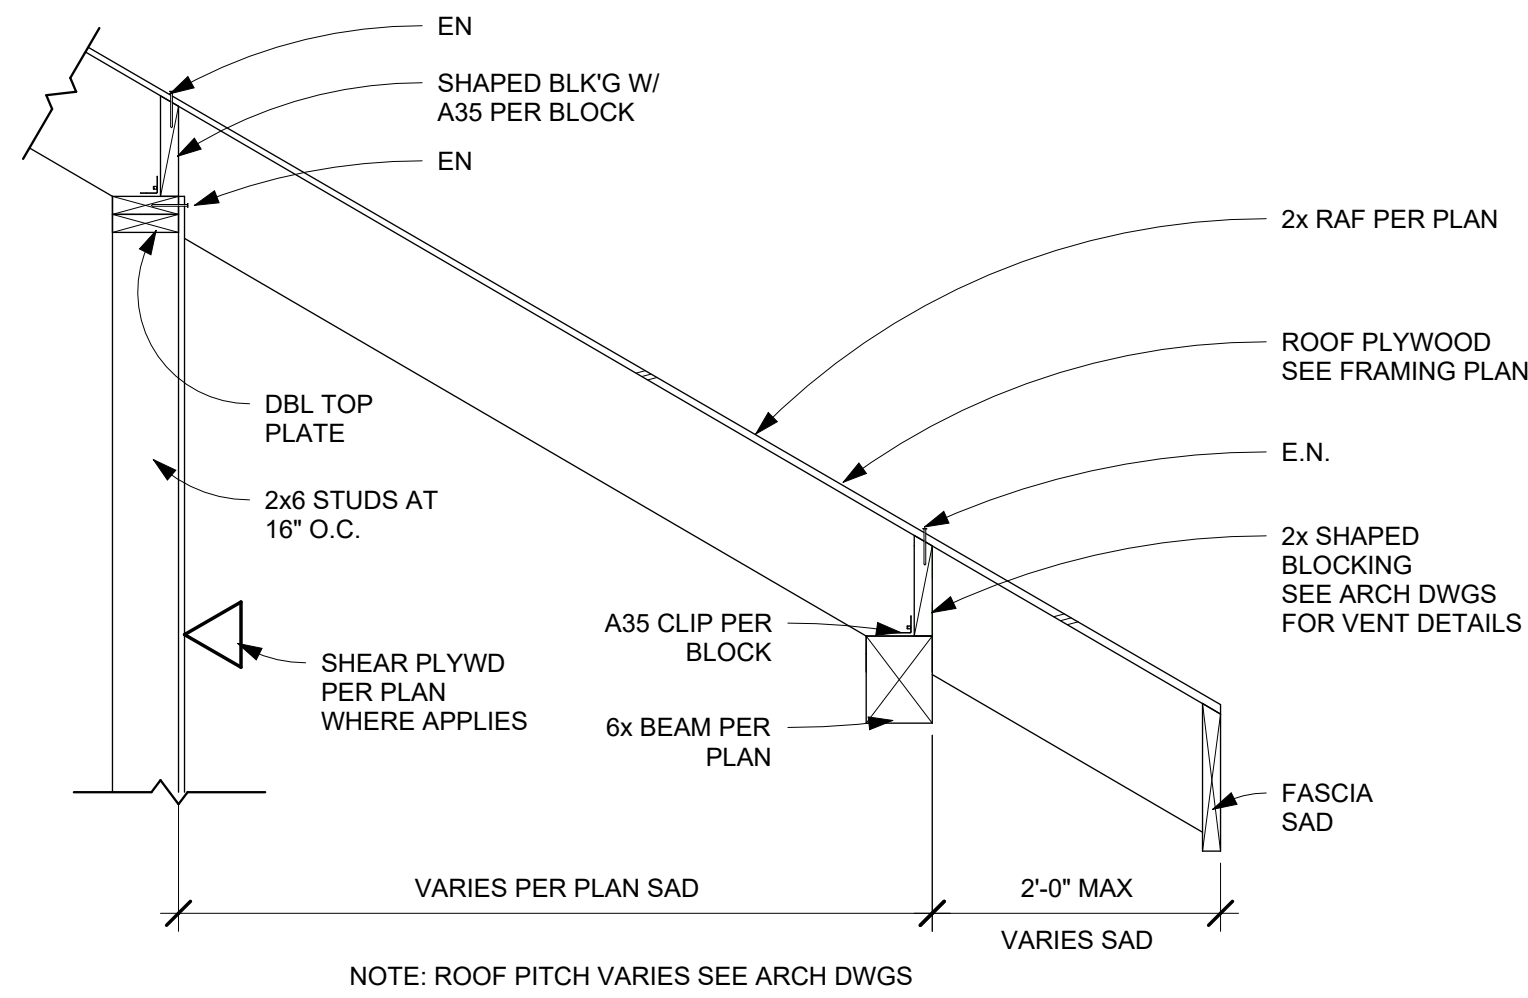 EN
SHAPED BLK'G W/
A35 PER BLOCK
EN
2x RAF PER PLAN
ROOF PLYWOOD
SEE FRAMING PLAN
DBL TOP
PLATE
E.N.
2x6 STUDS AT
16" O.C.
2x SHAPED
BLOCKING
SEE ARCH DWGS
FOR VENT DETAILS
A35 CLIP PER
BLOCK
SHEAR PLYWD
PER PLAN
WHERE APPLIES
6x BEAM PER
PLAN
FASCIA
SAD
VARIES PER PLAN SAD
2'-0" MAX
VARIES SAD
NOTE: ROOF PITCH VARIES SEE ARCH DWGS